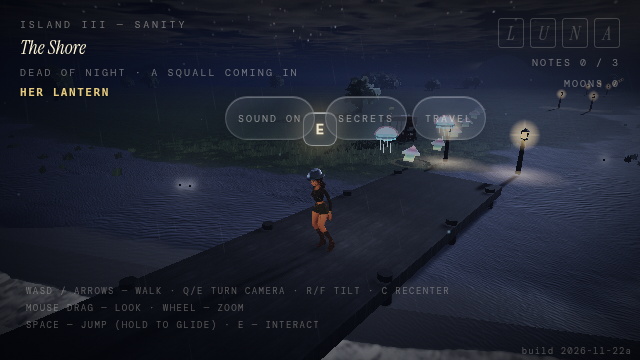 ISLAND III — SANITY
The Shore
DEAD OF NIGHT · A SQUALL COMING IN
HER LANTERN
L U N A
NOTES 0 / 3
MOONS 0
SOUND ON
SECRETS
TRAVEL
E
WASD / ARROWS — WALK · Q/E TURN CAMERA · R/F TILT · C RECENTER
MOUSE DRAG — LOOK · WHEEL — ZOOM
SPACE — JUMP (HOLD TO GLIDE) · E — INTERACT
build 2026-11-22a